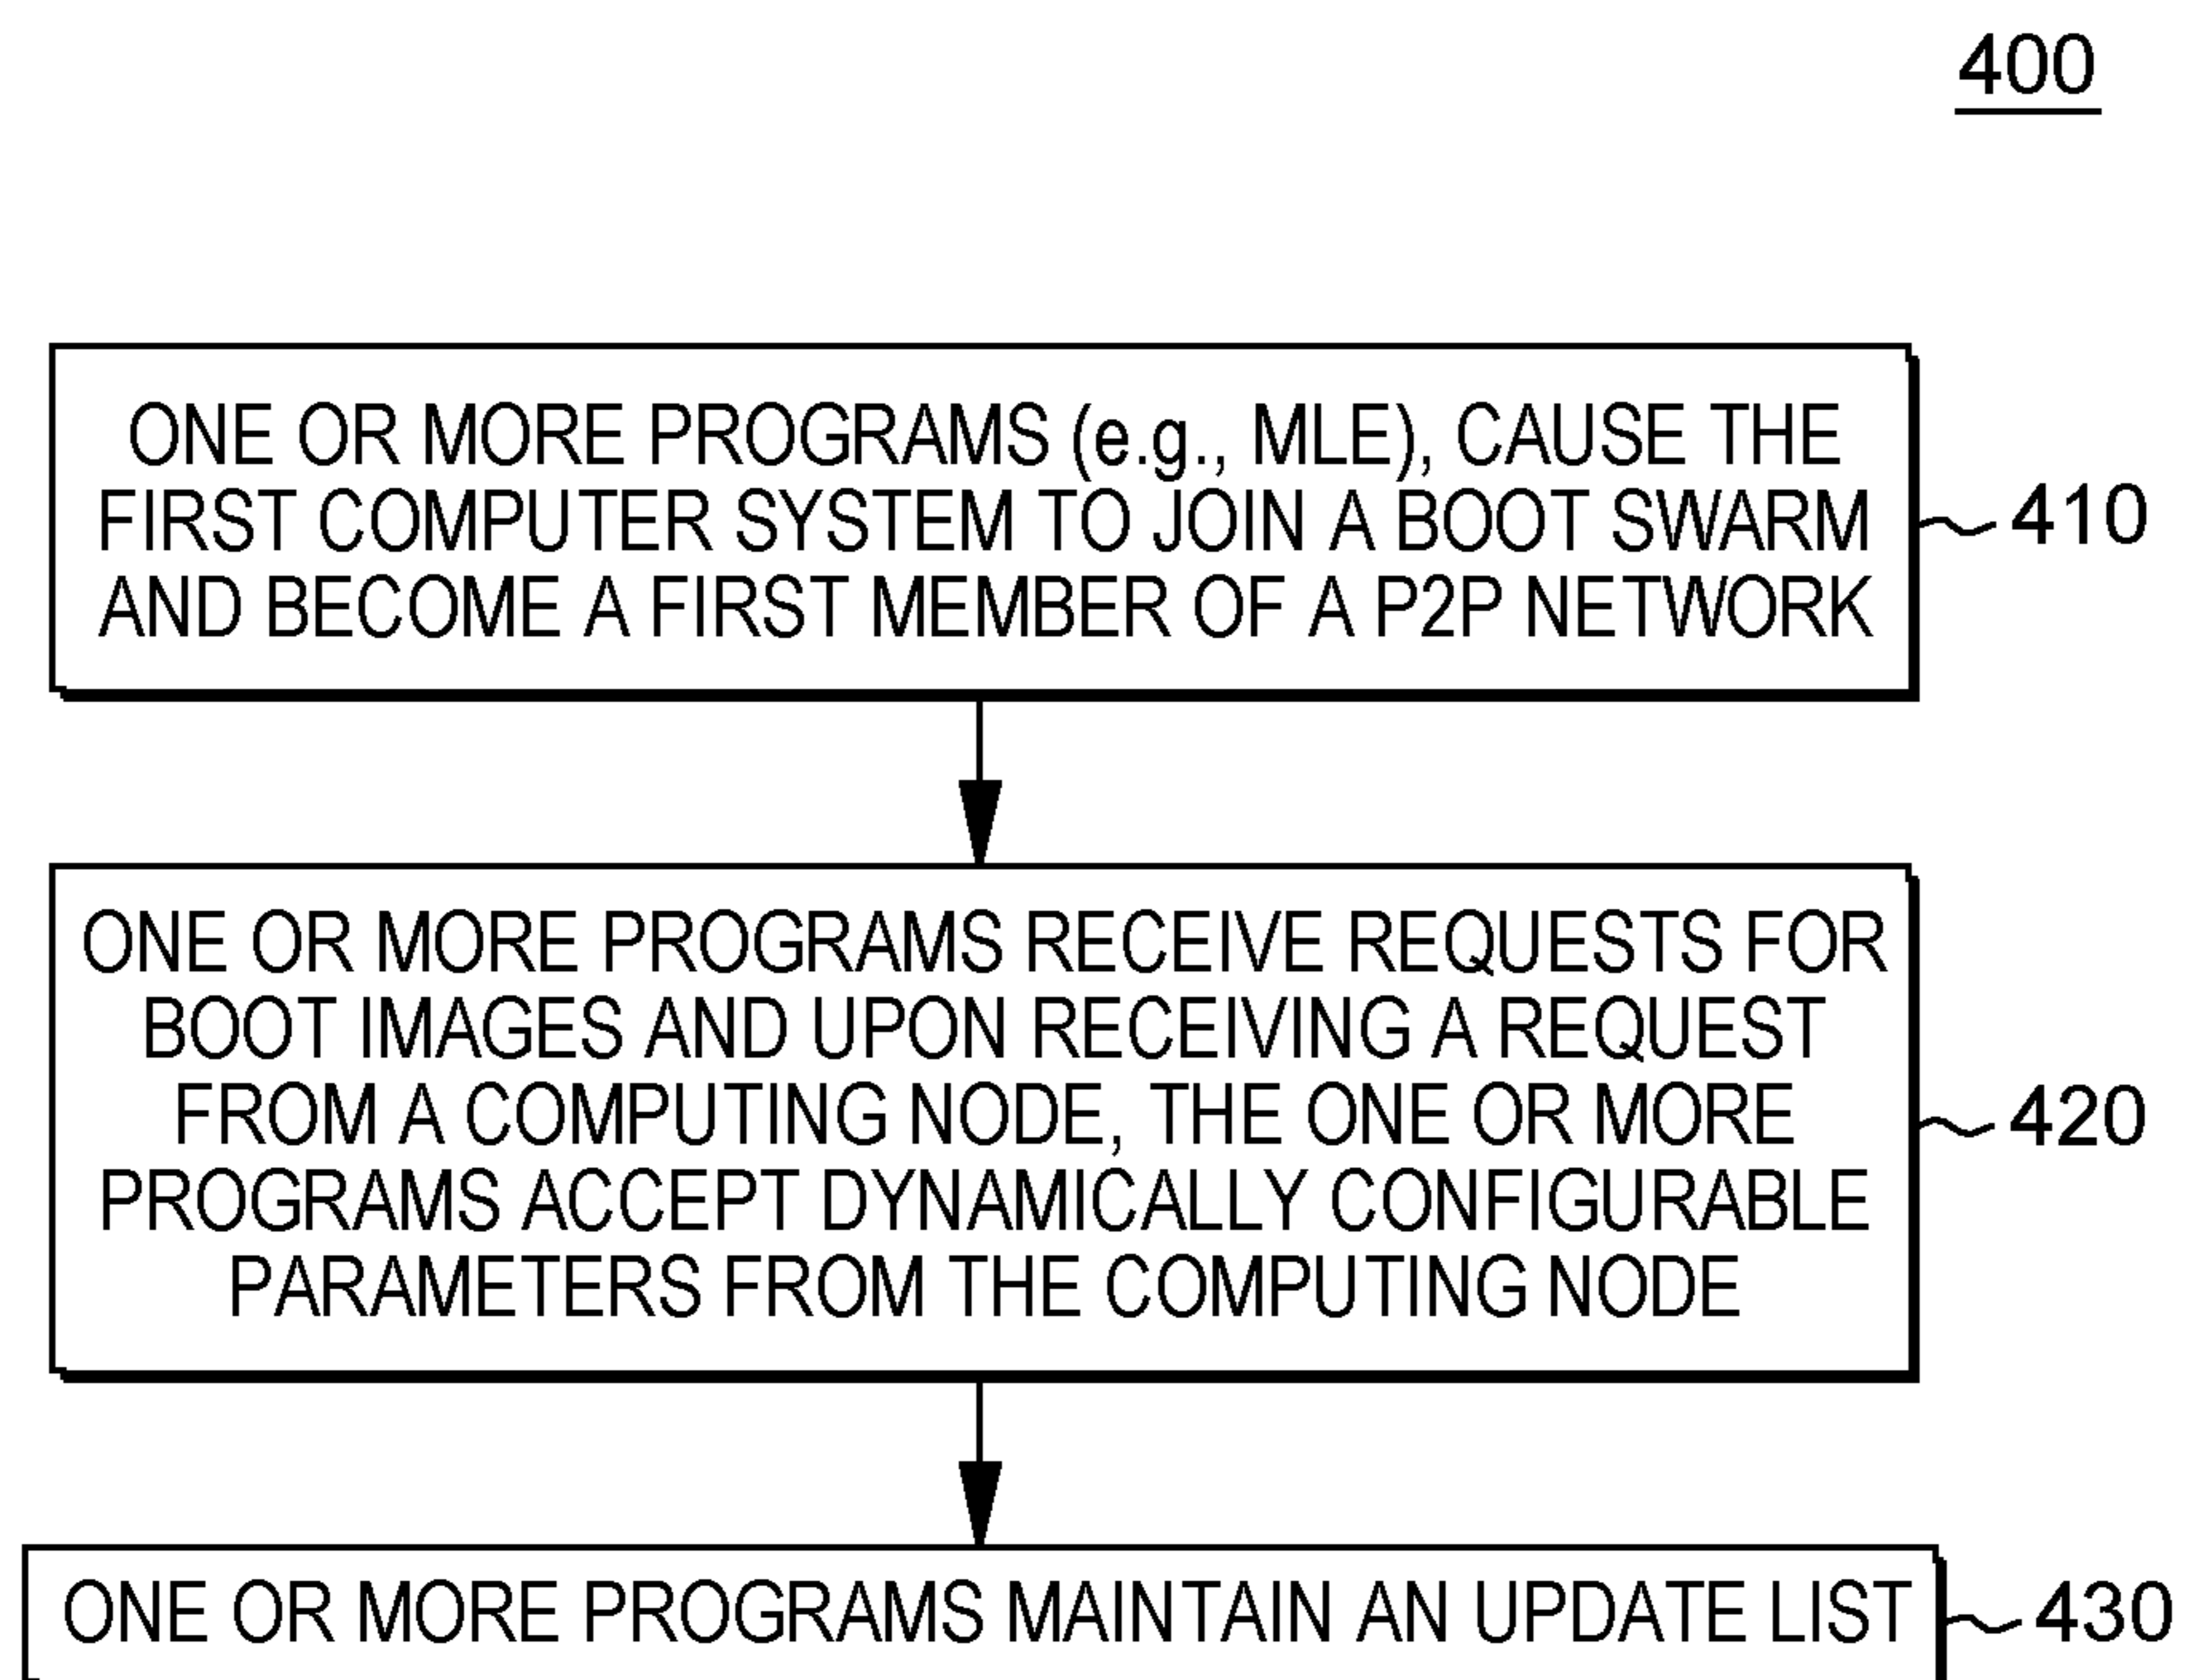 400
ONE OR MORE PROGRAMS (e.g., MLE), CAUSE THE
FIRST COMPUTER SYSTEM TO JOIN A BOOT SWARM
AND BECOME A FIRST MEMBER OF A P2P NETWORK
410
ONE OR MORE PROGRAMS RECEIVE REQUESTS FOR
BOOT IMAGES AND UPON RECEIVING A REQUEST
FROM A COMPUTING NODE, THE ONE OR MORE
PROGRAMS ACCEPT DYNAMICALLY CONFIGURABLE
PARAMETERS FROM THE COMPUTING NODE
420
ONE OR MORE PROGRAMS MAINTAIN AN UPDATE LIST
430